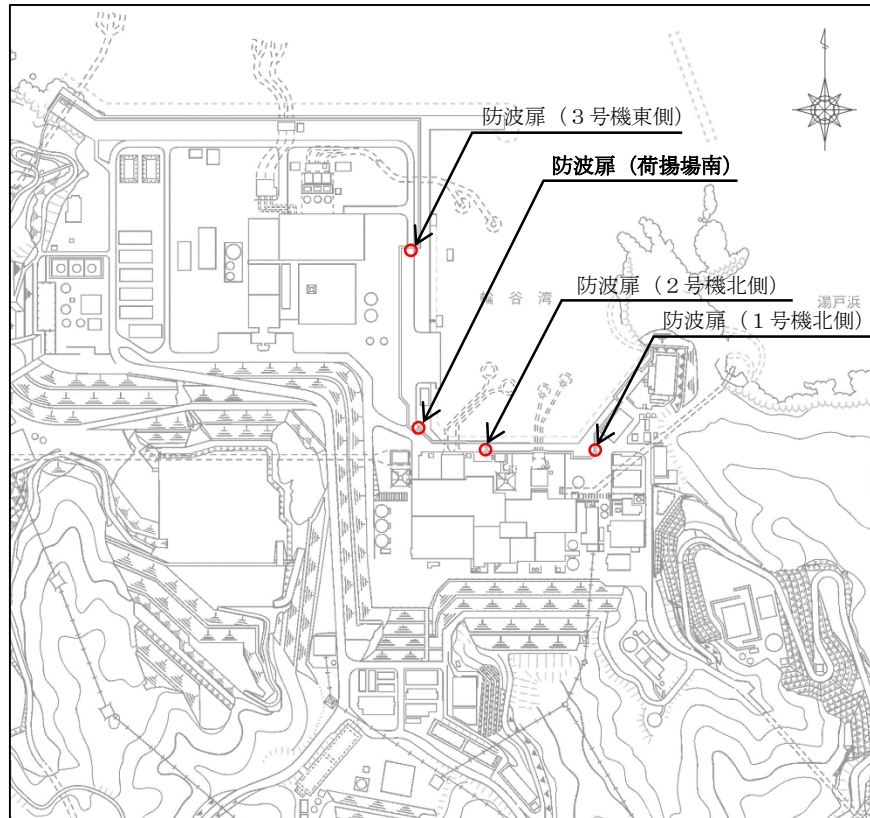 防波扉（３号機東側）
防波扉（荷揚場南）
防波扉（２号機北側）
輪谷湾
湯戸浜
防波扉（１号機北側）